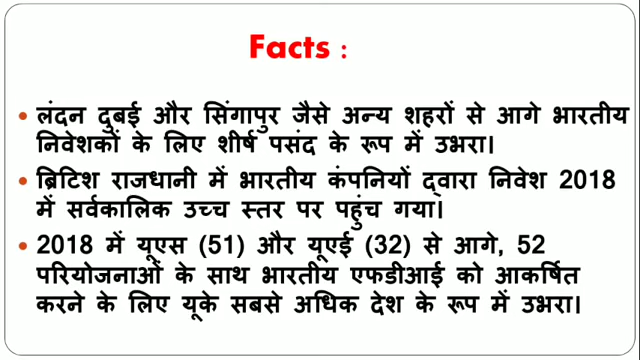 Facts :
• लंदन दुबई और सिंगापुर जैसे अन्य शहरों से आगे भारतीय
निवेशकों के लिए शीर्ष पसंद के रूप में उभरा।
• ब्रिटिश राजधानी में भारतीय कंपनियों द्वारा निवेश 2018
में सर्वकालिक उच्च स्तर पर पहुंच गया।
• 2018 में यूएस (51) और यूएई (32) से आगे, 52
परियोजनाओं के साथ भारतीय एफडीआई को आकर्षित
करने के लिए यूके सबसे अधिक देश के रूप में उभरा।